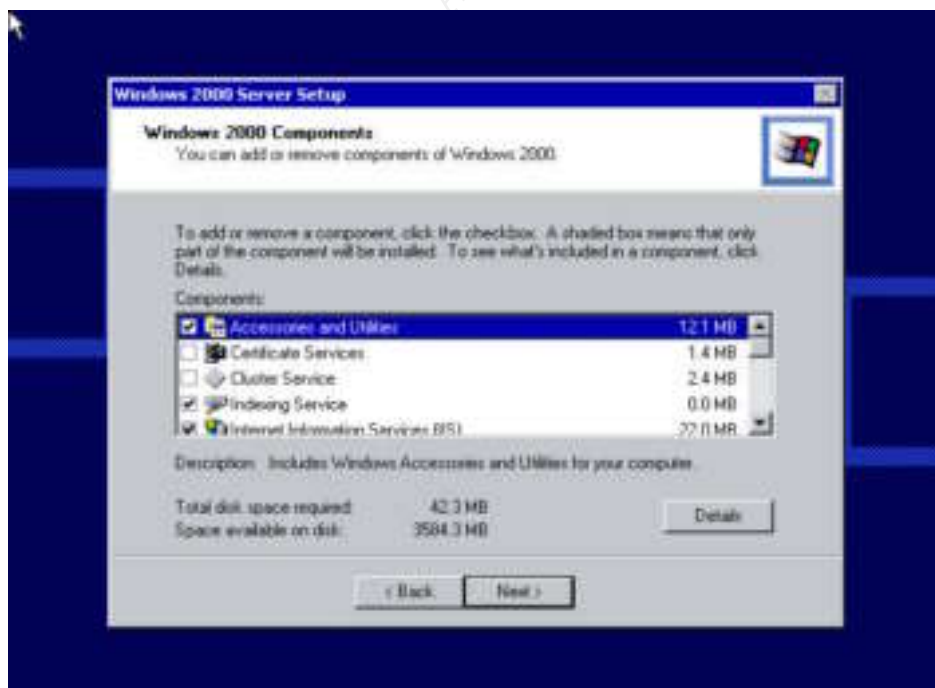 Windows 2000 Server Setup
Windows 2000 Components
You can add or remove components of Windows 2000.
To add or remove a component, click the checkbox. A shaded box means that only
part of the component will be installed. To see what's included in a component, click
Details.
Components:
Accessories and Utilities 12.1 MB
Certificate Services 1.4 MB
Cluster Service 2.4 MB
Indexing Service 0.0 MB
Internet Information Services (IIS) 22.0 MB
Description: Includes Windows Accessories and Utilities for your computer.
Total disk space required: 42.3 MB
Space available on disk: 3584.3 MB
Details
< Back
Next >